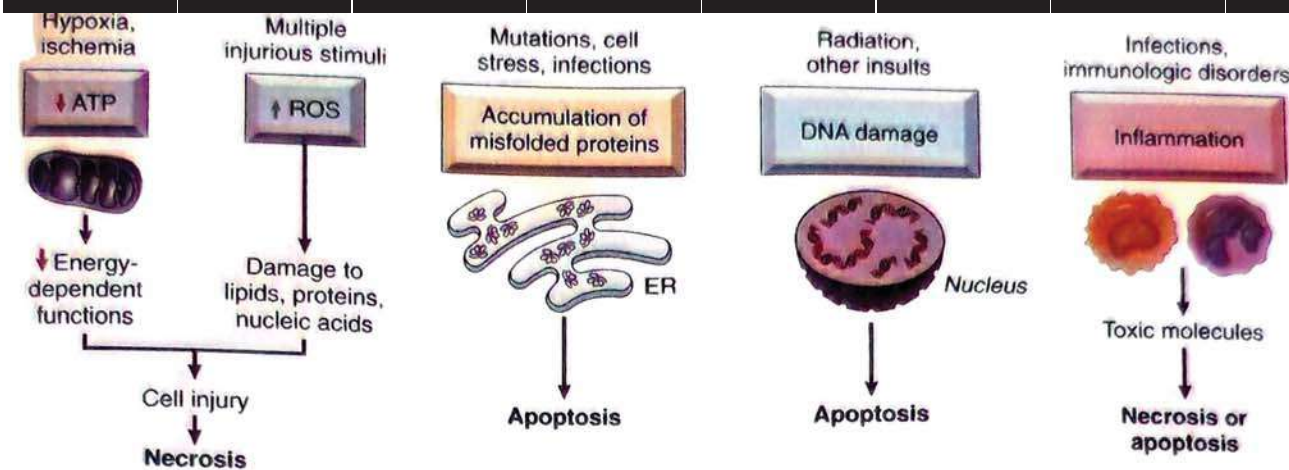 Hypoxia,
ischemia
↓ ATP
↓ Energy-
dependent
functions
Multiple
injurious stimuli
↑ ROS
Damage to
lipids, proteins,
nucleic acids
Cell injury
Necrosis
Mutations, cell
stress, infections
Accumulation of
misfolded proteins
ER
Apoptosis
Radiation,
other insults
DNA damage
Nucleus
Apoptosis
Infections,
immunologic disorders
Inflammation
Toxic molecules
Necrosis or
apoptosis